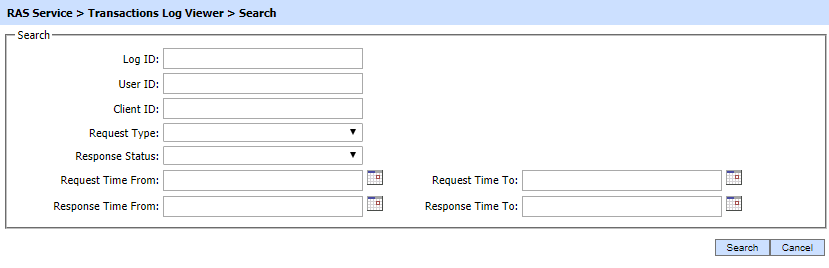 RAS Service > Transactions Log Viewer > Search
Search
Log ID:
User ID:
Client ID:
Request Type:
Response Status:
Request Time From: Request Time To:
Response Time From: Response Time To:
Search Cancel